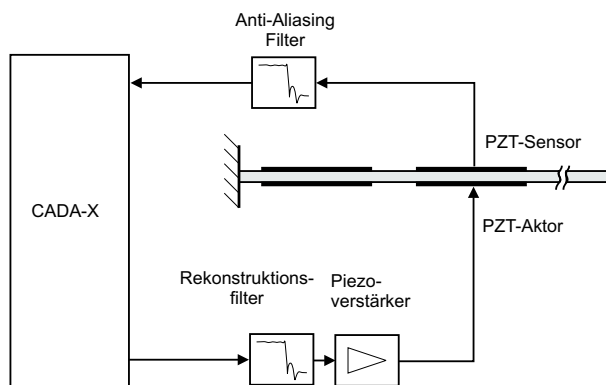 Anti-Aliasing
Filter
PZT-Sensor
CADA-X
PZT-Aktor
Rekonstruktions-
filter
Piezo-
verstärker